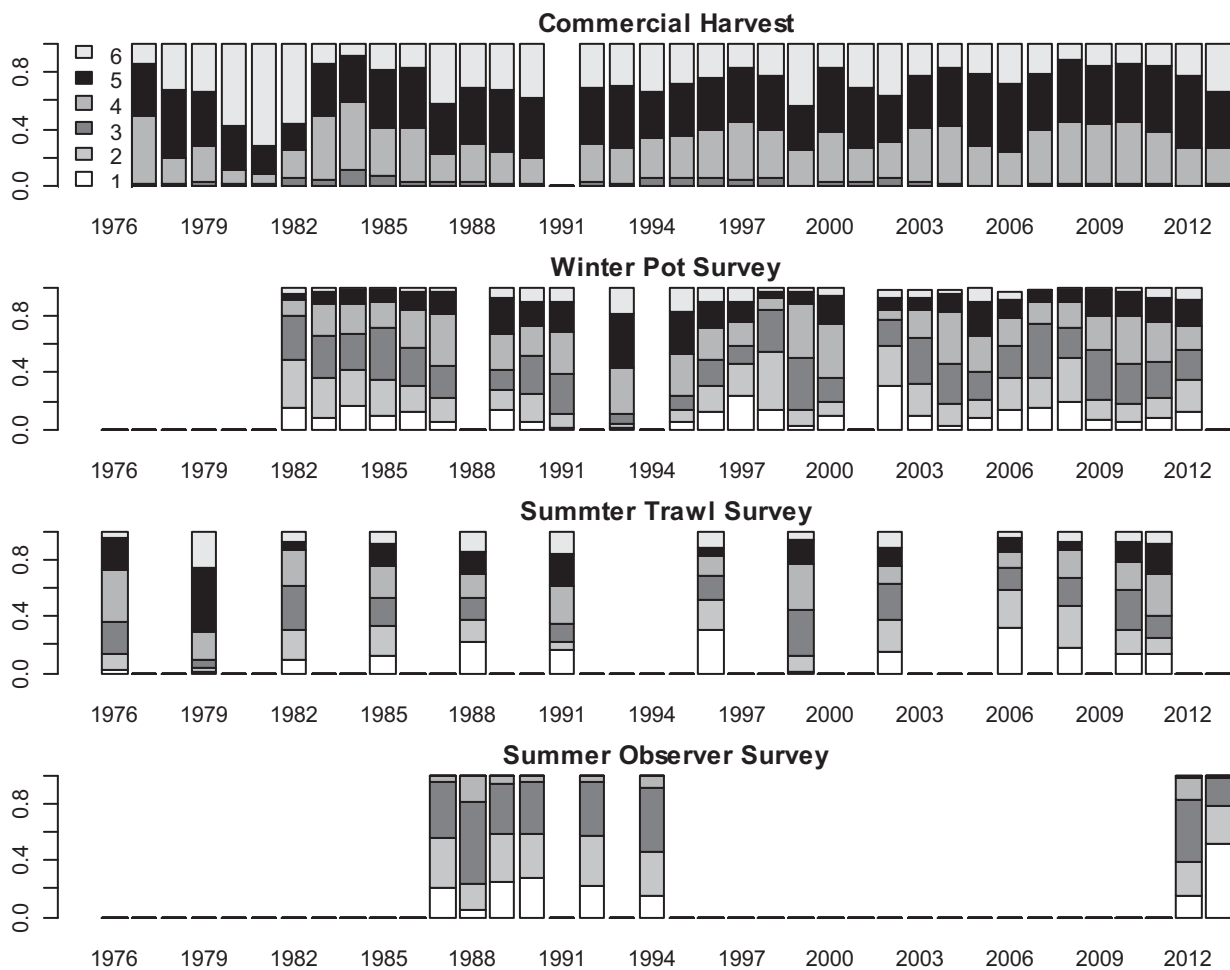 Commercial Harvest
0.0 0.4 0.8
6
5
4
3
2
1
1976 1979 1982 1985 1988 1991 1994 1997 2000 2003 2006 2009 2012
Winter Pot Survey
0.0 0.4 0.8
1976 1979 1982 1985 1988 1991 1994 1997 2000 2003 2006 2009 2012
Summter Trawl Survey
0.0 0.4 0.8
1976 1979 1982 1985 1988 1991 1994 1997 2000 2003 2006 2009 2012
Summer Observer Survey
0.0 0.4 0.8
1976 1979 1982 1985 1988 1991 1994 1997 2000 2003 2006 2009 2012